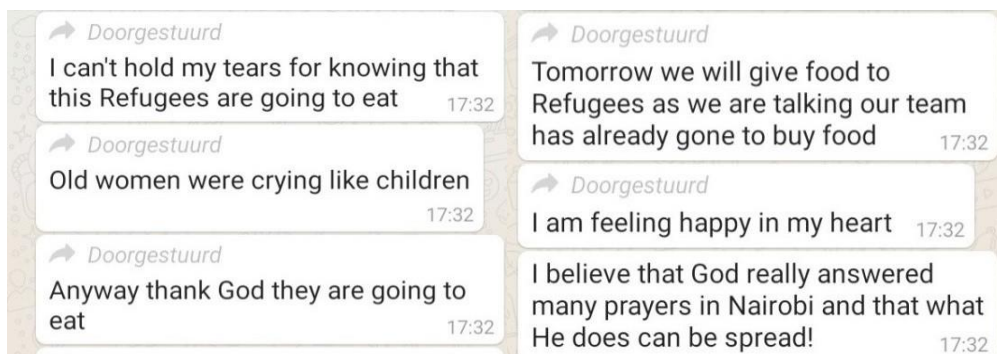 Doorgestuurd
I can't hold my tears for knowing that
this Refugees are going to eat 17:32
Doorgestuurd
Old women were crying like children
17:32
Doorgestuurd
Anyway thank God they are going to
eat 17:32
Doorgestuurd
Tomorrow we will give food to
Refugees as we are talking our team
has already gone to buy food 17:32
Doorgestuurd
I am feeling happy in my heart 17:32
I believe that God really answered
many prayers in Nairobi and that what
He does can be spread! 17:32